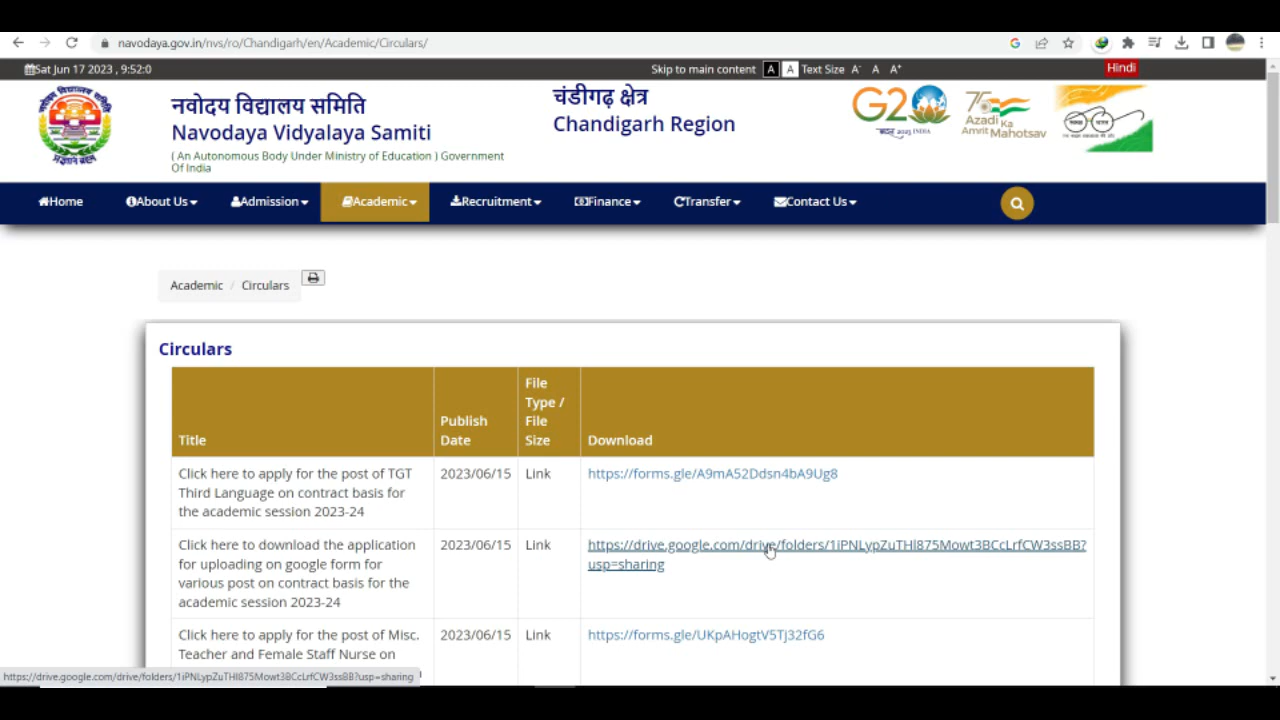 navodaya.gov.in/nvs/ro/Chandigarh/en/Academic/Circulars/
Sat Jun 17 2023 , 9:52:0
Skip to main content A A Text Size A- A A+
Hindi
नवोदय विद्यालय समिति
Navodaya Vidyalaya Samiti
( An Autonomous Body Under Ministry of Education ) Government
Of India
चंडीगढ़ क्षेत्र
Chandigarh Region
G20
75
Azadi Ka
Amrit Mahotsav
Home About Us Admission Academic Recruitment Finance Transfer Contact Us
Academic / Circulars
Circulars
Title
Publish
Date
File
Type /
File
Size
Download
Click here to apply for the post of TGT
Third Language on contract basis for
the academic session 2023-24
2023/06/15
Link
https://forms.gle/A9mA52Ddsn4bA9Ug8
Click here to download the application
for uploading on google form for
various post on contract basis for the
academic session 2023-24
2023/06/15
Link
https://drive.google.com/drive/folders/1iPNLypZuTHl875Mowt3BCcLrfCW3ssBB?
usp=sharing
Click here to apply for the post of Misc.
Teacher and Female Staff Nurse on
2023/06/15
Link
https://forms.gle/UKpAHogtV5Tj32fG6
https://drive.google.com/drive/folders/1iPNLypZuTHl875Mowt3BCcLrfCW3ssBB?usp=sharing